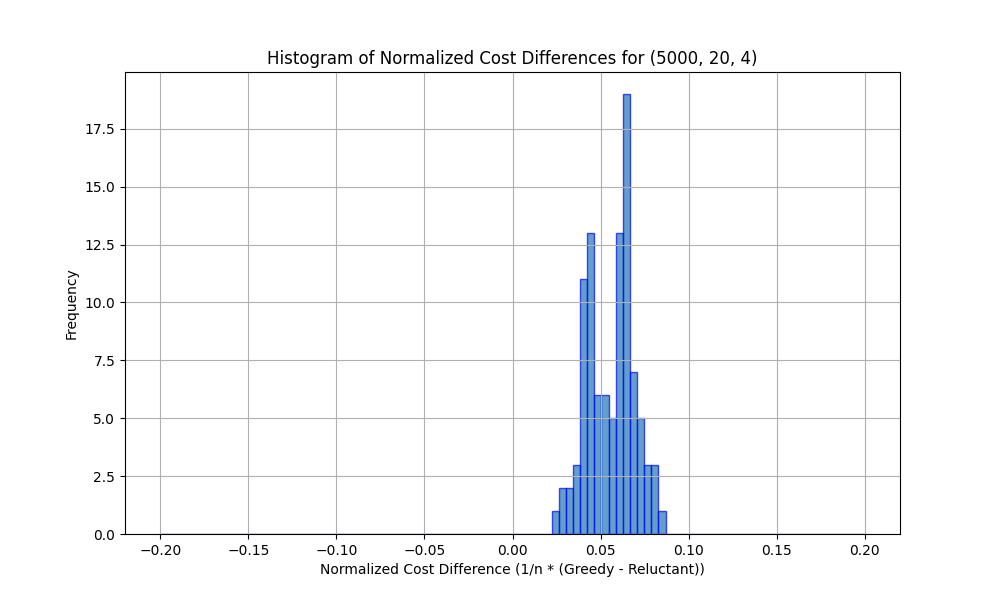 Histogram of Normalized Cost Differences for (5000, 20, 4)
17.5
15.0
12.5
10.0
7.5
5.0
2.5
0.0
Frequency
−0.20 −0.15 −0.10 −0.05 0.00 0.05 0.10 0.15 0.20
Normalized Cost Difference (1/n * (Greedy - Reluctant))